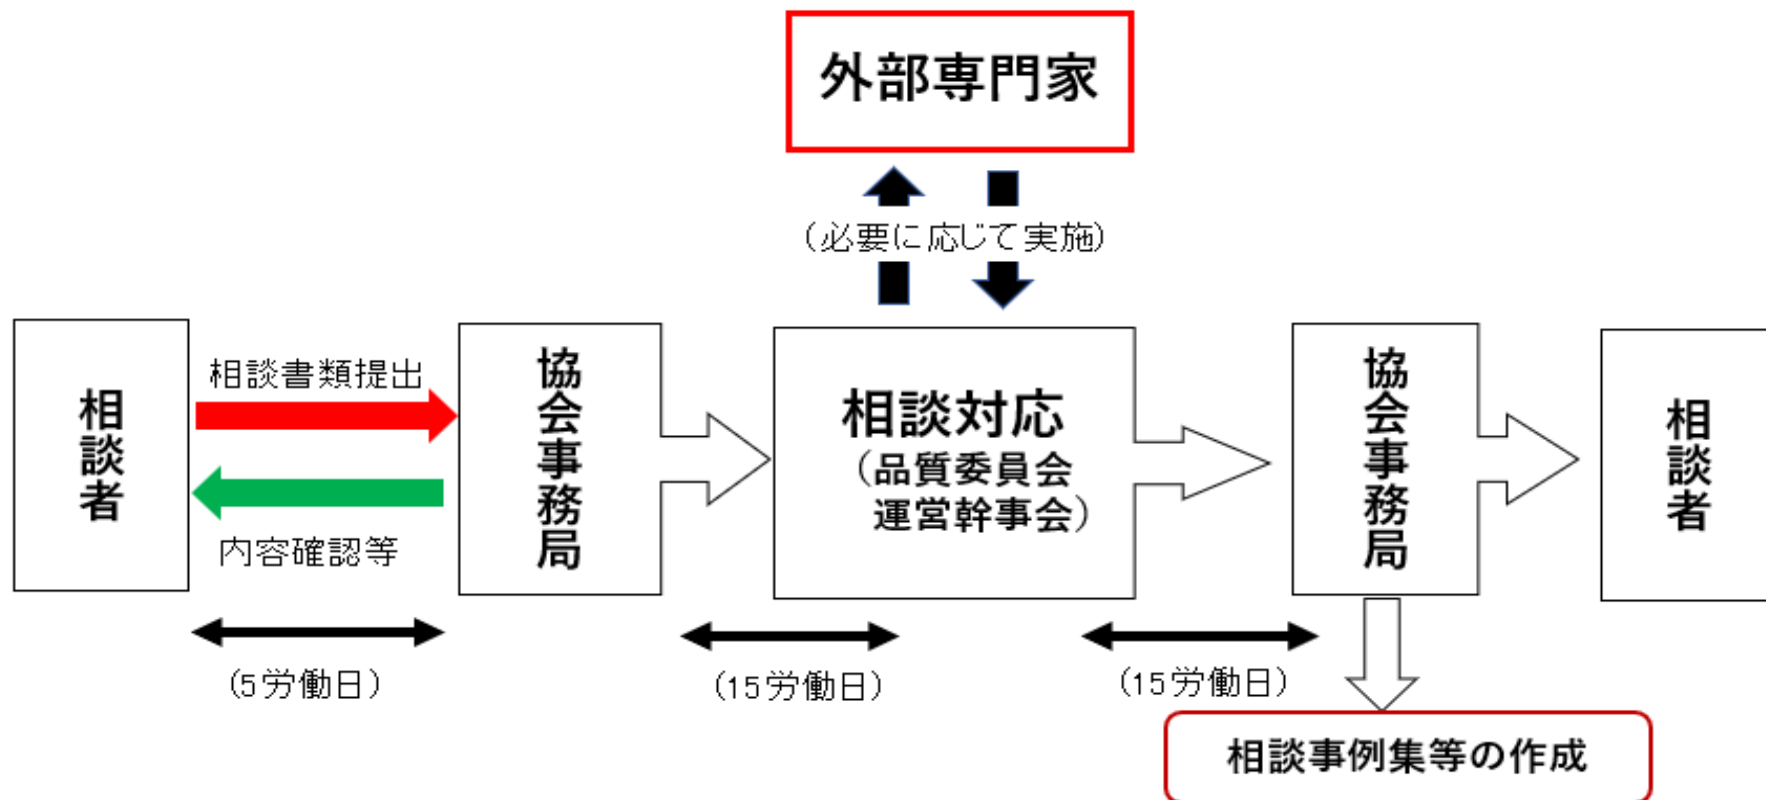 外部専門家
（必要に応じて実施）
相談者
相談書類提出
内容確認等
協会事務局
相談対応
（品質委員会
運営幹事会）
協会事務局
相談者
（5労働日）
（15労働日）
（15労働日）
相談事例集等の作成